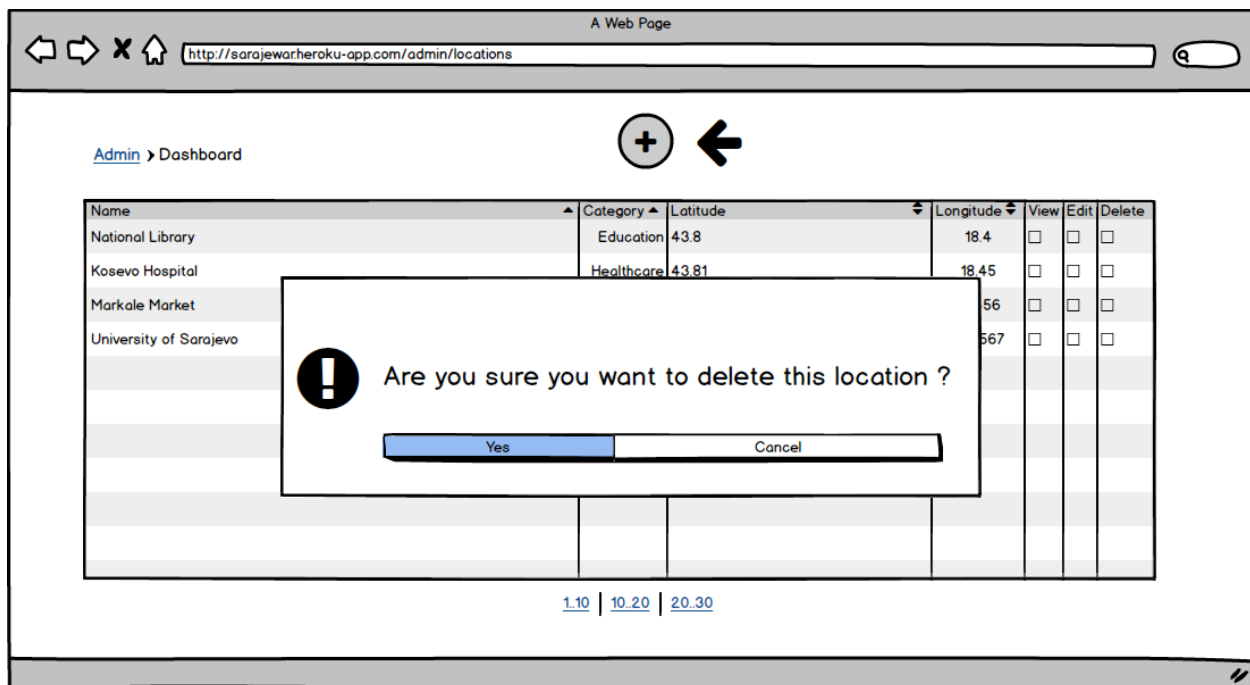 A Web Page
http://sarajewar.heroku-app.com/admin/locations
Admin > Dashboard
Name Category Latitude Longitude View Edit Delete
National Library Education 43.8 18.4
Kosevo Hospital Healthcare 43.81 18.45
Markale Market 56
University of Sarajevo 567
Are you sure you want to delete this location ?
Yes Cancel
1..10 10..20 20..30